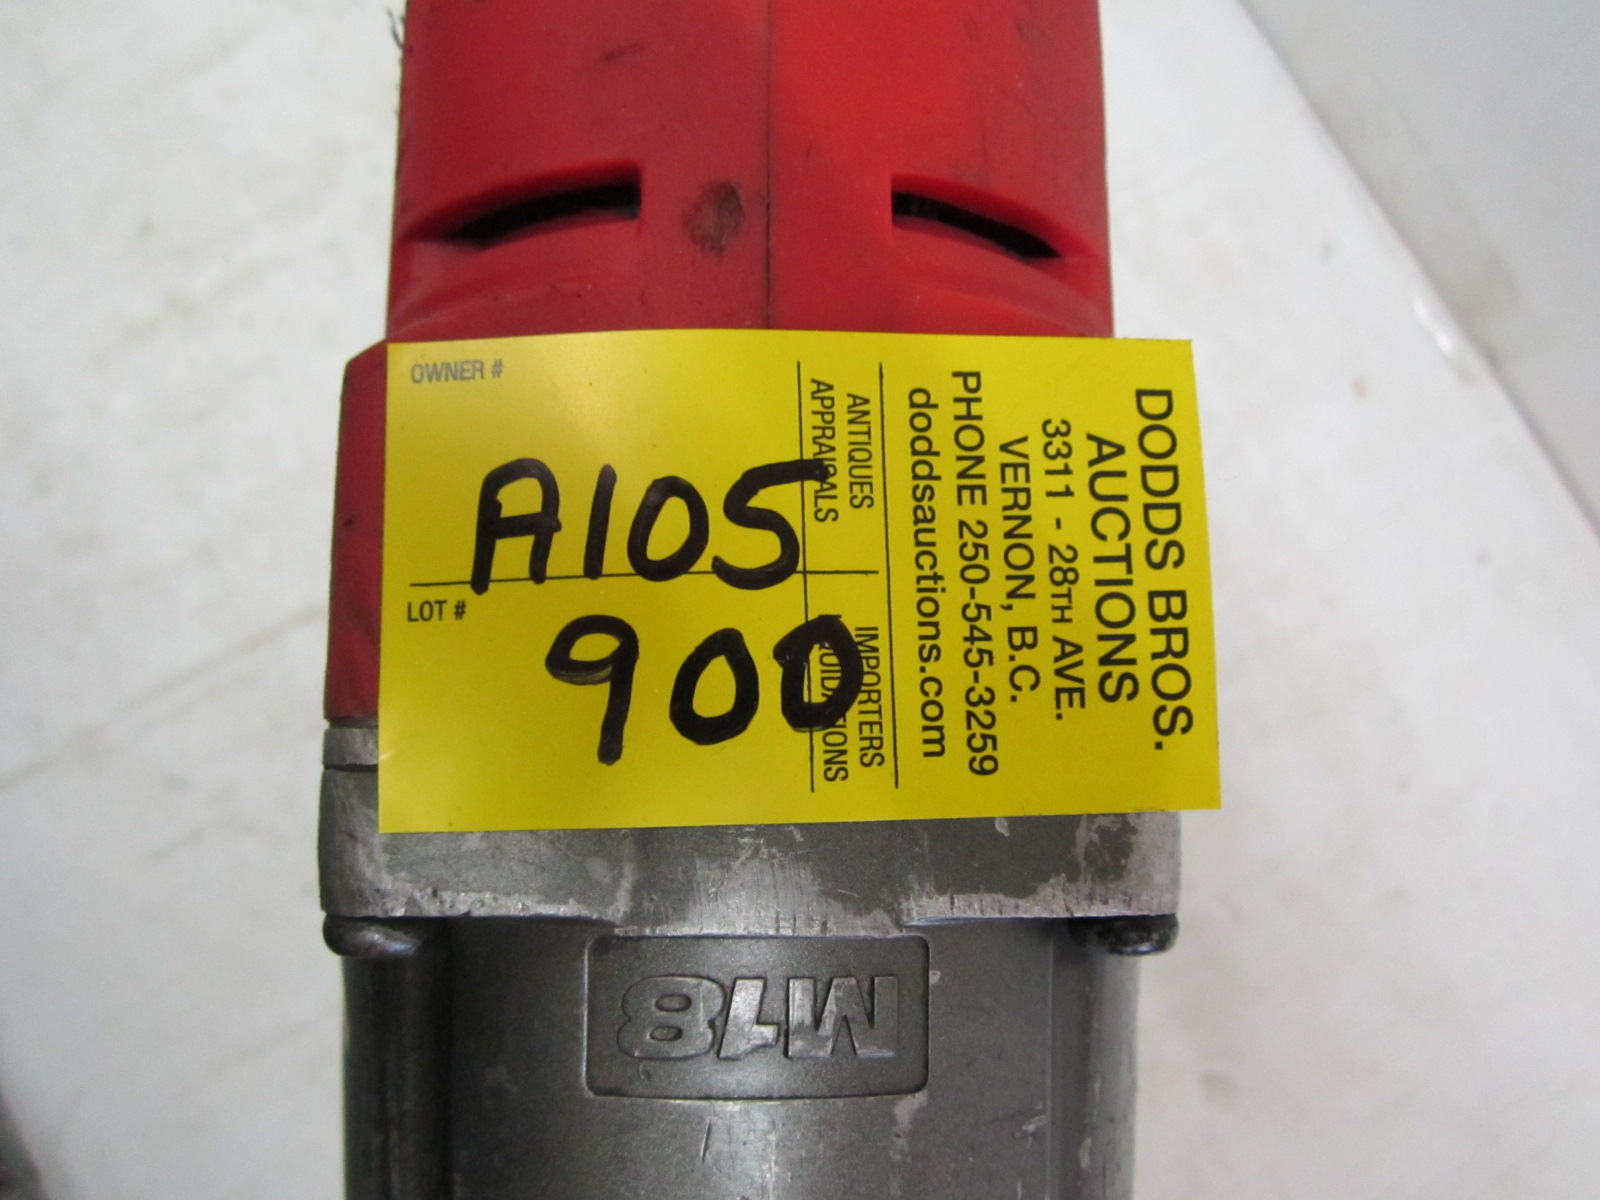 OWNER #
A105
LOT #
900
ANTIQUES
APPRAISALS
IMPORTERS
LIQUIDATIONS
DODDS BROS.
AUCTIONS
3311 - 28TH AVE.
VERNON, B.C.
PHONE 250-545-3259
doddsauctions.com
M18